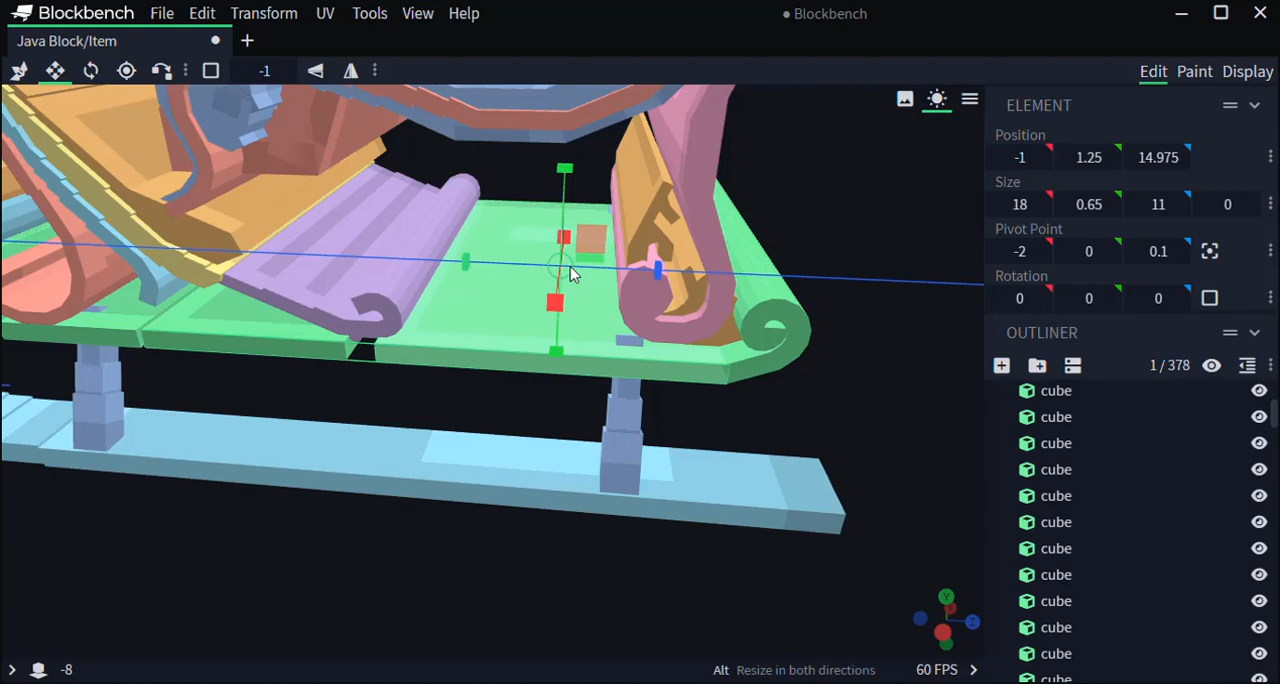 Blockbench File Edit Transform UV Tools View Help ● Blockbench
Java Block/Item ●
-1 Edit Paint Display
ELEMENT
Position
-1 1.25 14.975
Size
18 0.65 11 0
Pivot Point
-2 0 0.1
Rotation
0 0 0
OUTLINER
1 / 378
cube
cube
cube
cube
cube
cube
cube
cube
cube
cube
cube
cube
Y
Z
-8 Alt Resize in both directions 60 FPS